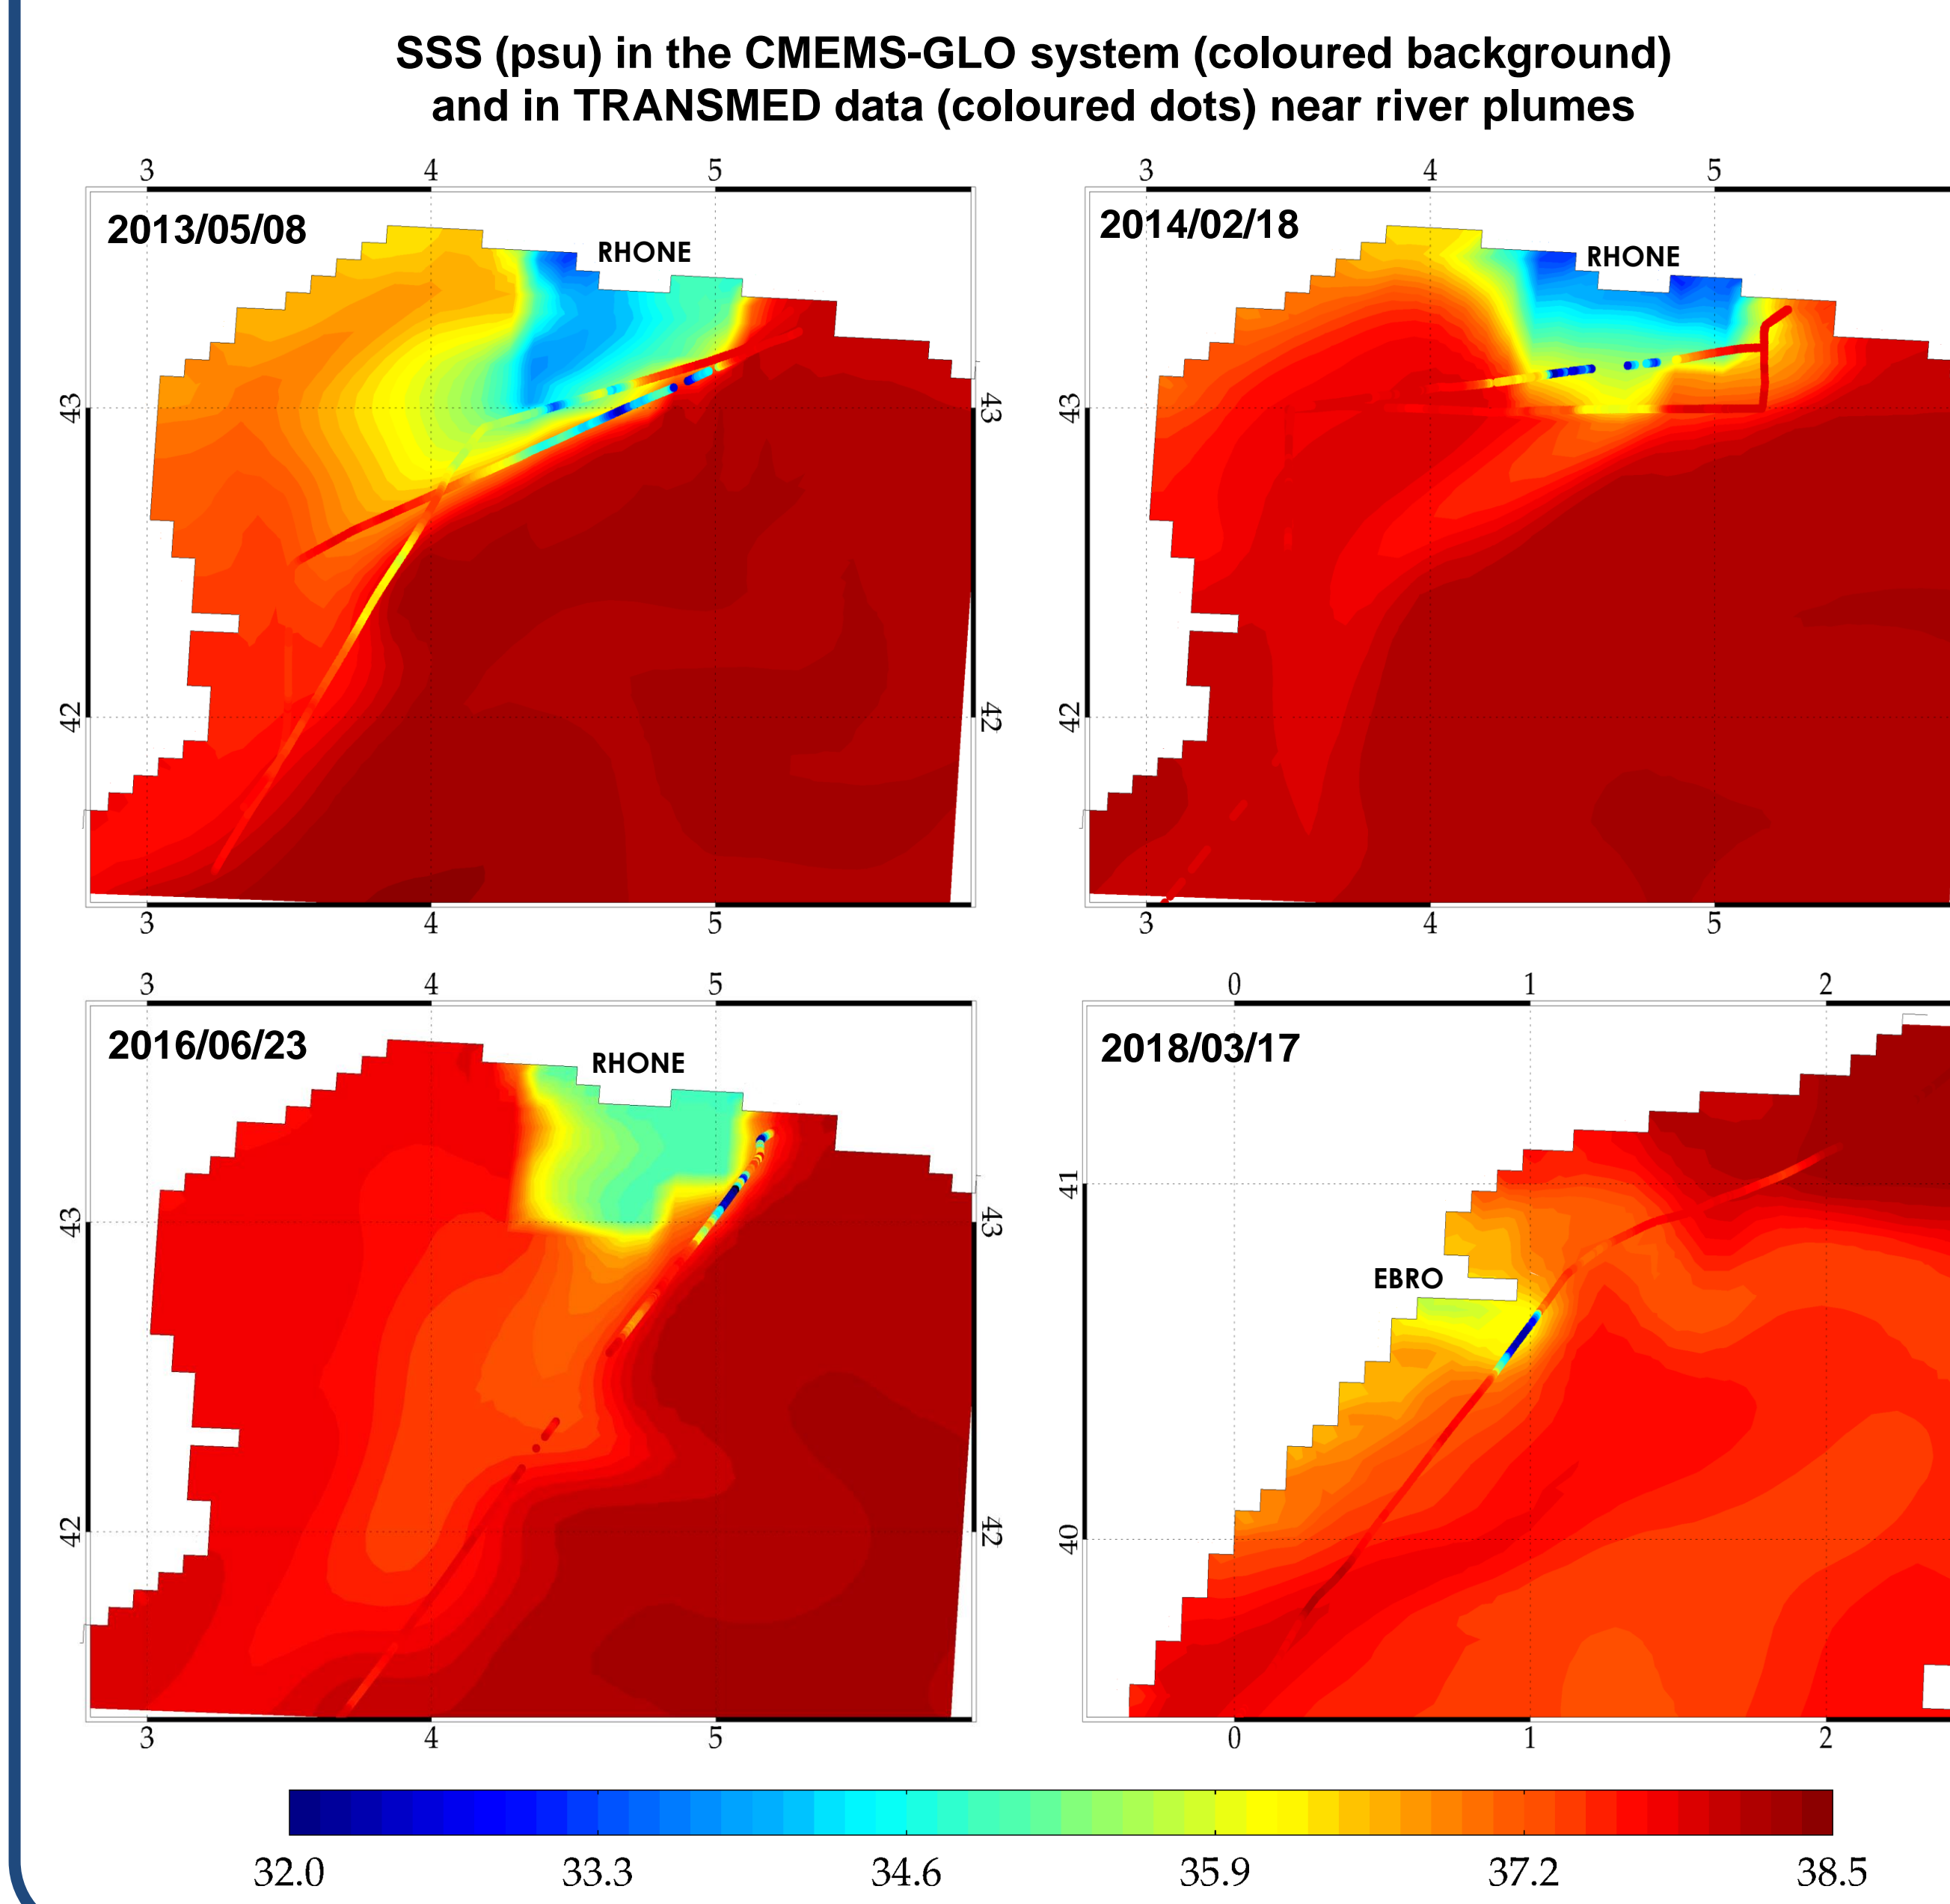 SSS (psu) in the CMEMS-GLO system (coloured background)
and in TRANSMED data (coloured dots) near river plumes
3 4 5
3 4 5
2013/05/08
RHONE
2014/02/18
RHONE
43
43
43
42
42
42
3 4 5
3 4 5
3 4 5
0 1 2
2016/06/23
RHONE
2018/03/17
EBRO
43
43
41
42
42
40
3 4 5
0 1 2
32.0 33.3 34.6 35.9 37.2 38.5